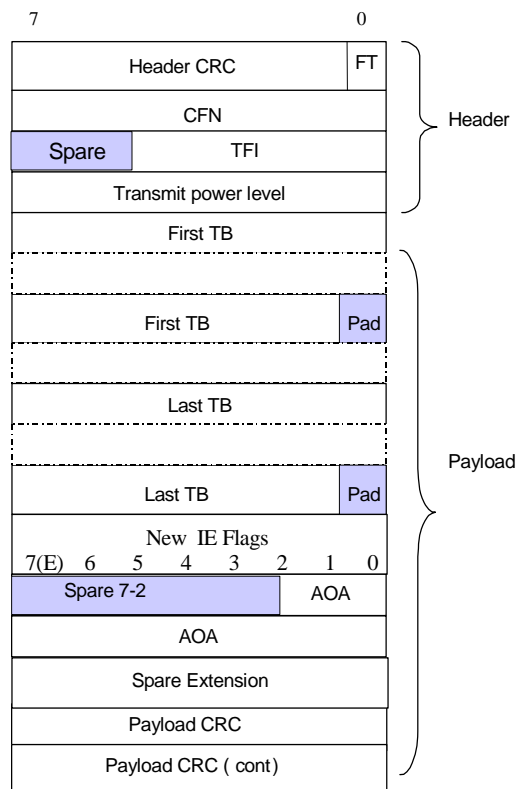 7 0
Header CRC FT
Header
CFN
Spare TFI
Transmit power level
First TB
First TB Pad
Last TB
Payload
Last TB Pad
New IE Flags
7(E) 6 5 4 3 2 1 0
Spare 7-2 AOA
AOA
Spare Extension
Payload CRC
Payload CRC ( cont)